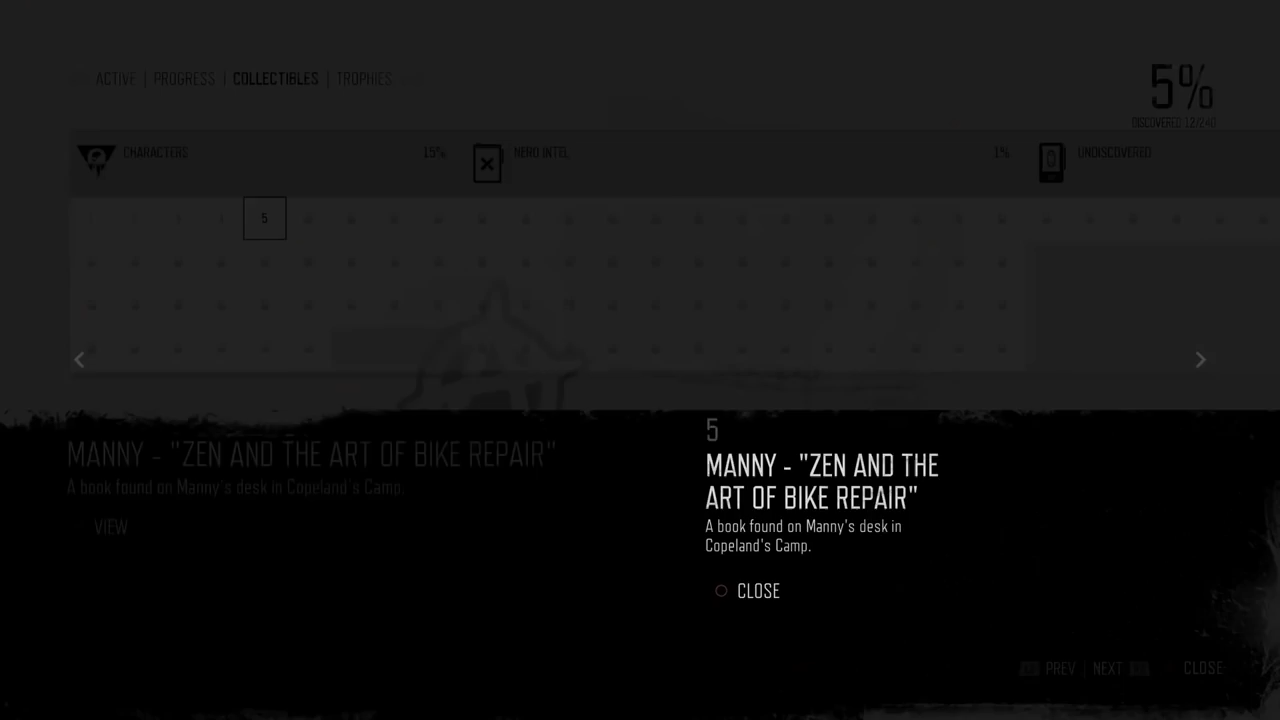 ACTIVE | PROGRESS | COLLECTIBLES | TROPHIES
5%
DISCOVERED 12/240
CHARACTERS 15% NERO INTEL 1% UNDISCOVERED
5
MANNY - "ZEN AND THE ART OF BIKE REPAIR"
A book found on Manny's desk in Copeland's Camp.
VIEW
5
MANNY - "ZEN AND THE
ART OF BIKE REPAIR"
A book found on Manny's desk in
Copeland's Camp.
CLOSE
PREV | NEXT CLOSE